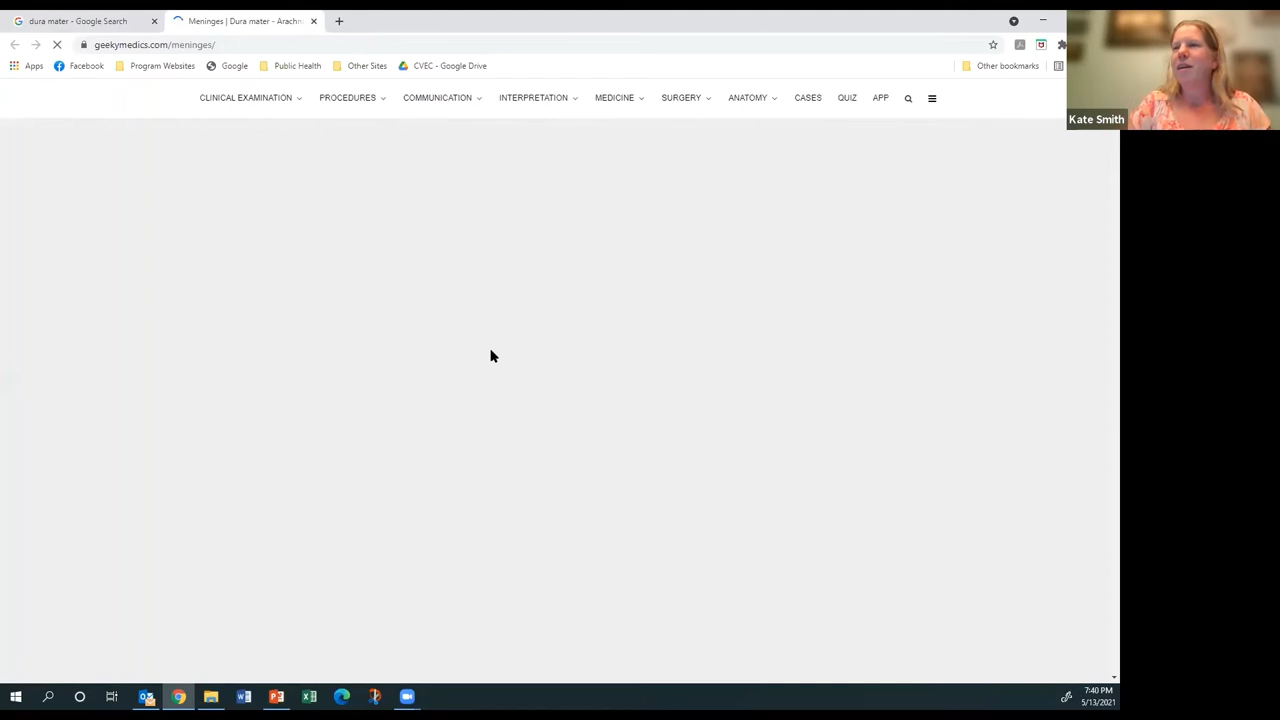 dura mater - Google Search
Meninges | Dura mater - Arachn
geekymedics.com/meninges/
Apps Facebook Program Websites Google Public Health Other Sites CVEC - Google Drive Other bookmarks
CLINICAL EXAMINATION PROCEDURES COMMUNICATION INTERPRETATION MEDICINE SURGERY ANATOMY CASES QUIZ APP
Kate Smith
7:40 PM
5/13/2021